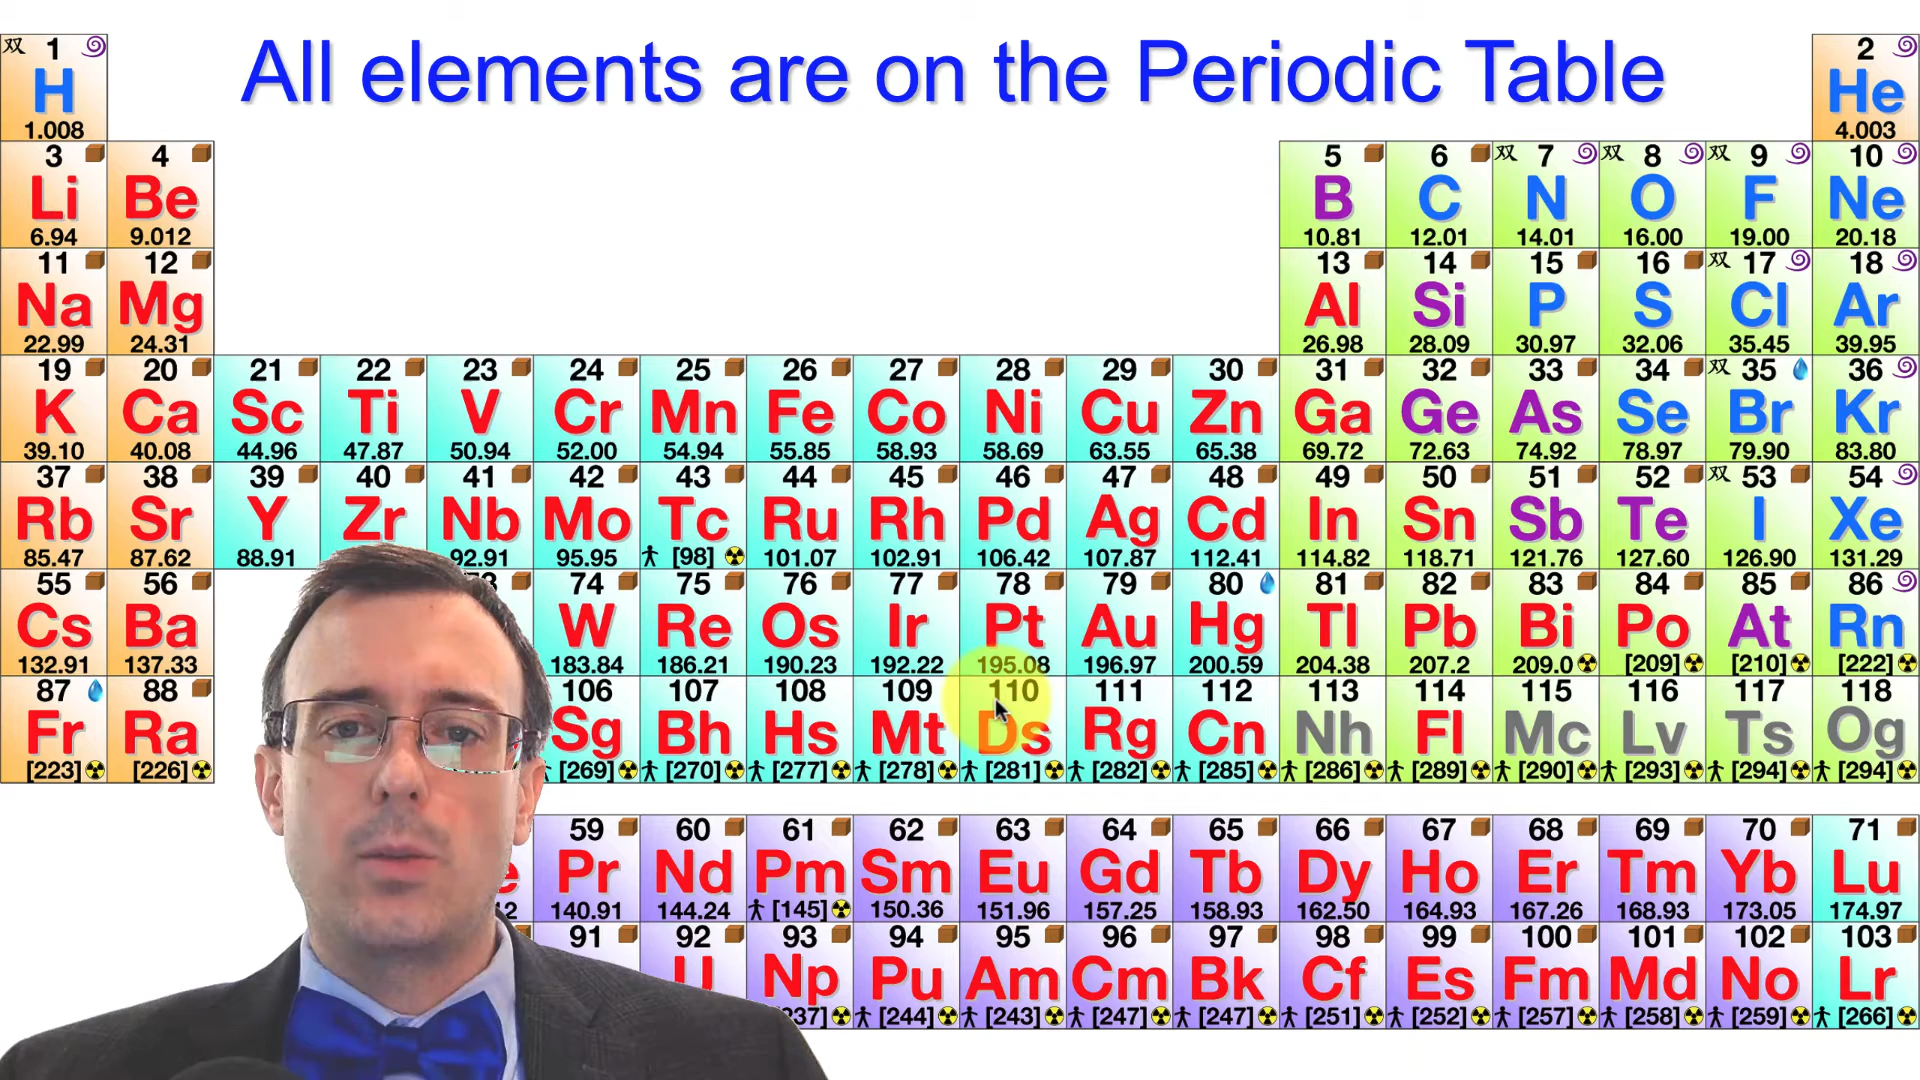 All elements are on the Periodic Table
双 1 2
H He
1.008 4.003
3 4 5 6 双 7 双 8 双 9 10
Li Be B C N O F Ne
6.94 9.012 10.81 12.01 14.01 16.00 19.00 20.18
11 12 13 14 15 16 双 17 18
Na Mg Al Si P S Cl Ar
22.99 24.31 26.98 28.09 30.97 32.06 35.45 39.95
19 20 21 22 23 24 25 26 27 28 29 30 31 32 33 34 双 35 36
K Ca Sc Ti V Cr Mn Fe Co Ni Cu Zn Ga Ge As Se Br Kr
39.10 40.08 44.96 47.87 50.94 52.00 54.94 55.85 58.93 58.69 63.55 65.38 69.72 72.63 74.92 78.97 79.90 83.80
37 38 39 40 41 42 43 44 45 46 47 48 49 50 51 52 双 53 54
Rb Sr Y Zr Nb Mo Tc Ru Rh Pd Ag Cd In Sn Sb Te I Xe
85.47 87.62 88.91 92.91 95.95 [98] 101.07 102.91 106.42 107.87 112.41 114.82 118.71 121.76 127.60 126.90 131.29
55 56 74 75 76 77 78 79 80 81 82 83 84 85 86
Cs Ba W Re Os Ir Pt Au Hg Tl Pb Bi Po At Rn
132.91 137.33 183.84 186.21 190.23 192.22 195.08 196.97 200.59 204.38 207.2 209.0 [209] [210] [222]
87 88 106 107 108 109 110 111 112 113 114 115 116 117 118
Fr Ra Sg Bh Hs Mt Ds Rg Cn Nh Fl Mc Lv Ts Og
[223] [226] [269] [270] [277] [278] [281] [282] [285] [286] [289] [290] [293] [294] [294]
59 60 61 62 63 64 65 66 67 68 69 70 71
Pr Nd Pm Sm Eu Gd Tb Dy Ho Er Tm Yb Lu
140.91 144.24 [145] 150.36 151.96 157.25 158.93 162.50 164.93 167.26 168.93 173.05 174.97
91 92 93 94 95 96 97 98 99 100 101 102 103
U Np Pu Am Cm Bk Cf Es Fm Md No Lr
[244] [243] [247] [247] [251] [252] [257] [258] [259] [266]